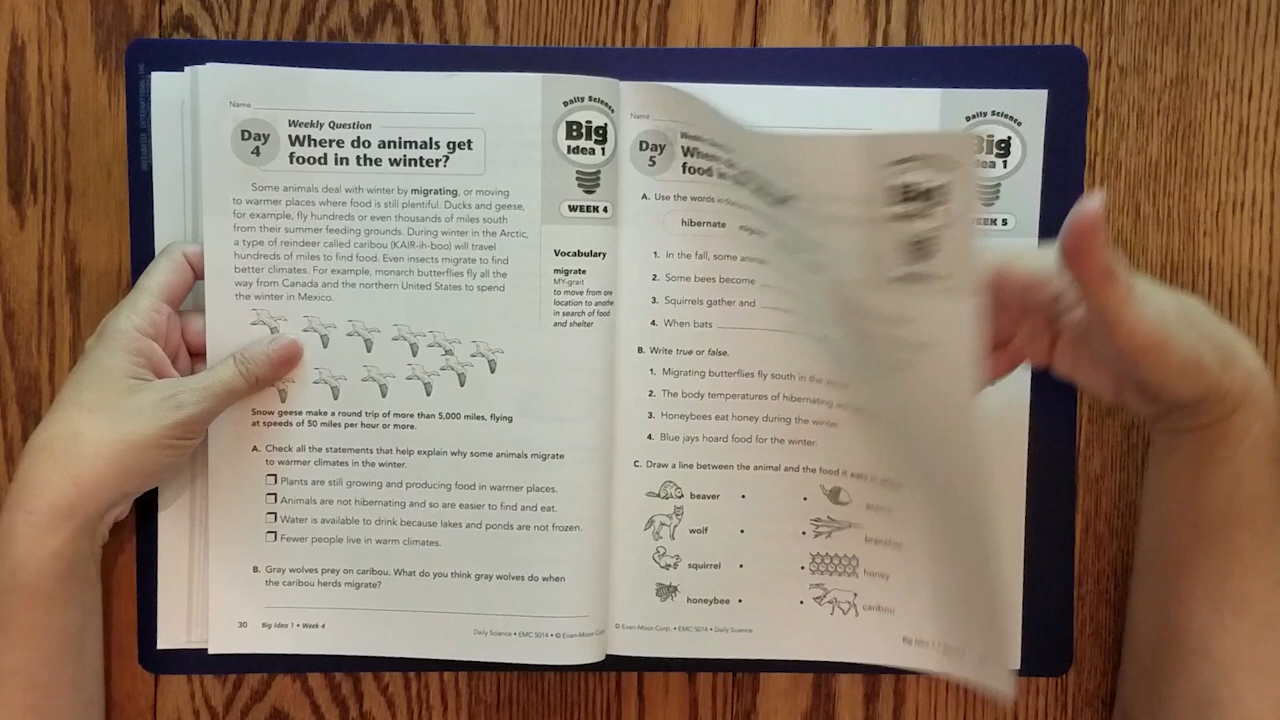 Name
Day
4
Weekly Question
Where do animals get
food in the winter?
Some animals deal with winter by migrating, or moving
to warmer places where food is still plentiful. Ducks and geese,
for example, fly hundreds or even thousands of miles south
from their summer feeding grounds. During winter in the Arctic,
a type of reindeer called caribou (KAIR-ih-boo) will travel
hundreds of miles to find food. Even insects migrate to find
better climates. For example, monarch butterflies fly all the
way from Canada and the northern United States to spend
the winter in Mexico.
Snow geese make a round trip of more than 5,000 miles, flying
at speeds of 50 miles per hour or more.
A. Check all the statements that help explain why some animals migrate
to warmer climates in the winter.
Plants are still growing and producing food in warmer places.
Animals are not hibernating and so are easier to find and eat.
Water is available to drink because lakes and ponds are not frozen.
Fewer people live in warm climates.
B. Gray wolves prey on caribou. What do you think gray wolves do when
the caribou herds migrate?
30 Big Idea 1 • Week 4
Daily Science • EMC 5014 • © Evan-Moor Corp.
Daily Science
Big
Idea 1
WEEK 4
Vocabulary
migrate
MY-grait
to move from one
location to another
in search of food
and shelter
Name
Day
5
food
A. Use the words
hibernate
1. In the fall, some
2. Some bees become
3. Squirrels gather and
4. When bats
B. Write true or false.
1. Migrating butterflies fly south in the
2. The body temperatures of hibernating
3. Honeybees eat honey during the winter.
4. Blue jays hoard food for the winter.
C. Draw a line between the animal and the food it
beaver
wolf
branches
squirrel
honey
honeybee
caribou
© Evan-Moor Corp. • EMC 5014 • Daily Science
Daily Science
Big
Idea 1
WEEK 5